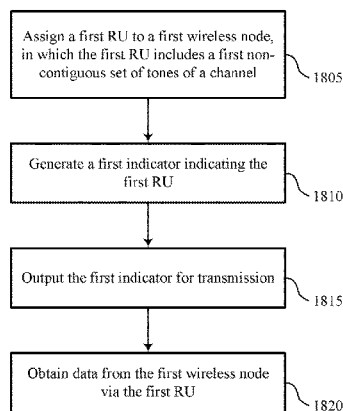 Assign a first RU to a first wireless node,
in which the first RU includes a first non-
contiguous set of tones of a channel
1805
Generate a first indicator indicating the
first RU
1810
Output the first indicator for transmission
1815
Obtain data from the first wireless node
via the first RU
1820